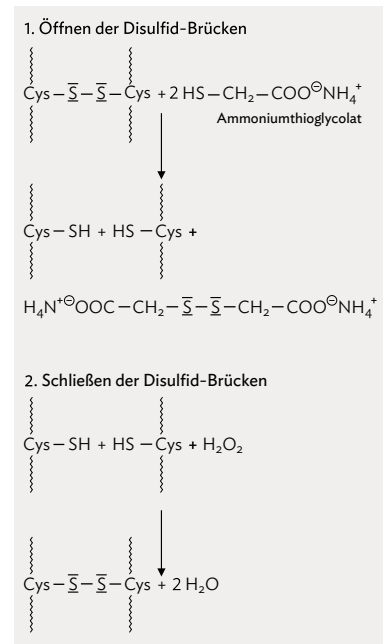 1. Öffnen der Disulfid-Brücken
Cys – S̲̅ – S̲̅ – Cys + 2 HS – CH₂ – COO⊖NH₄⁺
Ammoniumthioglycolat
Cys – SH + HS – Cys +
H₄N⁺⊖OOC – CH₂ – S̲̅ – S̲̅ – CH₂ – COO⊖NH₄⁺
2. Schließen der Disulfid-Brücken
Cys – SH + HS – Cys + H₂O₂
Cys – S̲̅ – S̲̅ – Cys + 2 H₂O